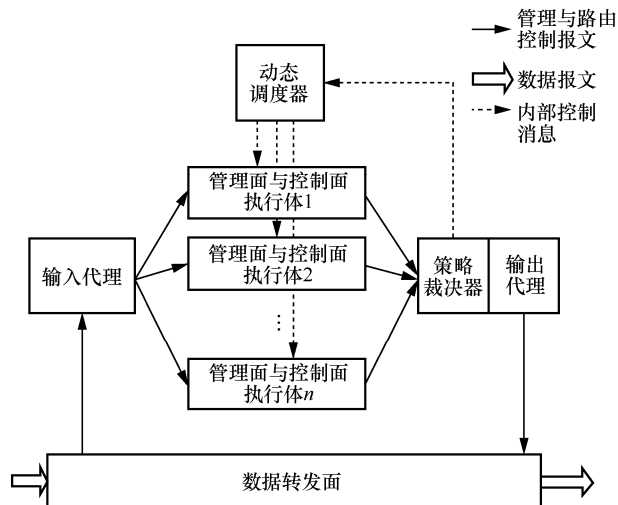 管理与路由
控制报文
数据报文
内部控制
消息
动态
调度器
管理面与控制面
执行体1
管理面与控制面
执行体2
⋮
管理面与控制面
执行体n
输入代理
策略
裁决器
输出
代理
数据转发面